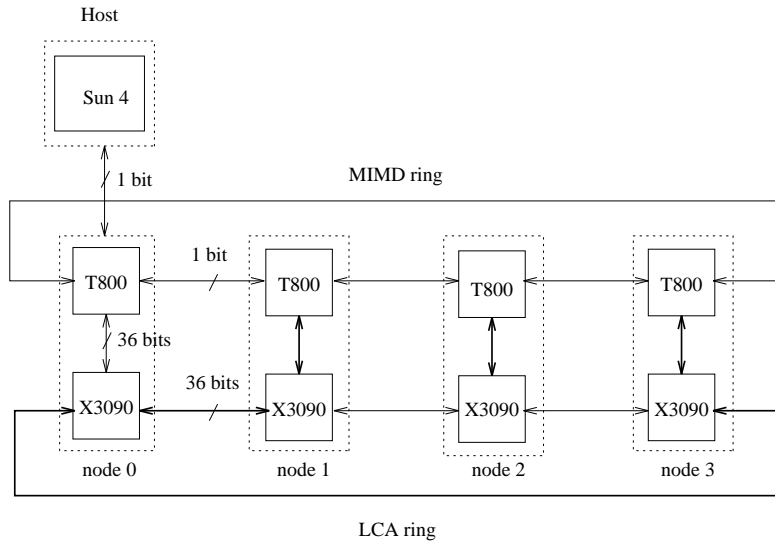 Host
Sun 4
1 bit
MIMD ring
T800
1 bit
T800
T800
T800
36 bits
36 bits
X3090
X3090
X3090
X3090
node 0
node 1
node 2
node 3
LCA ring